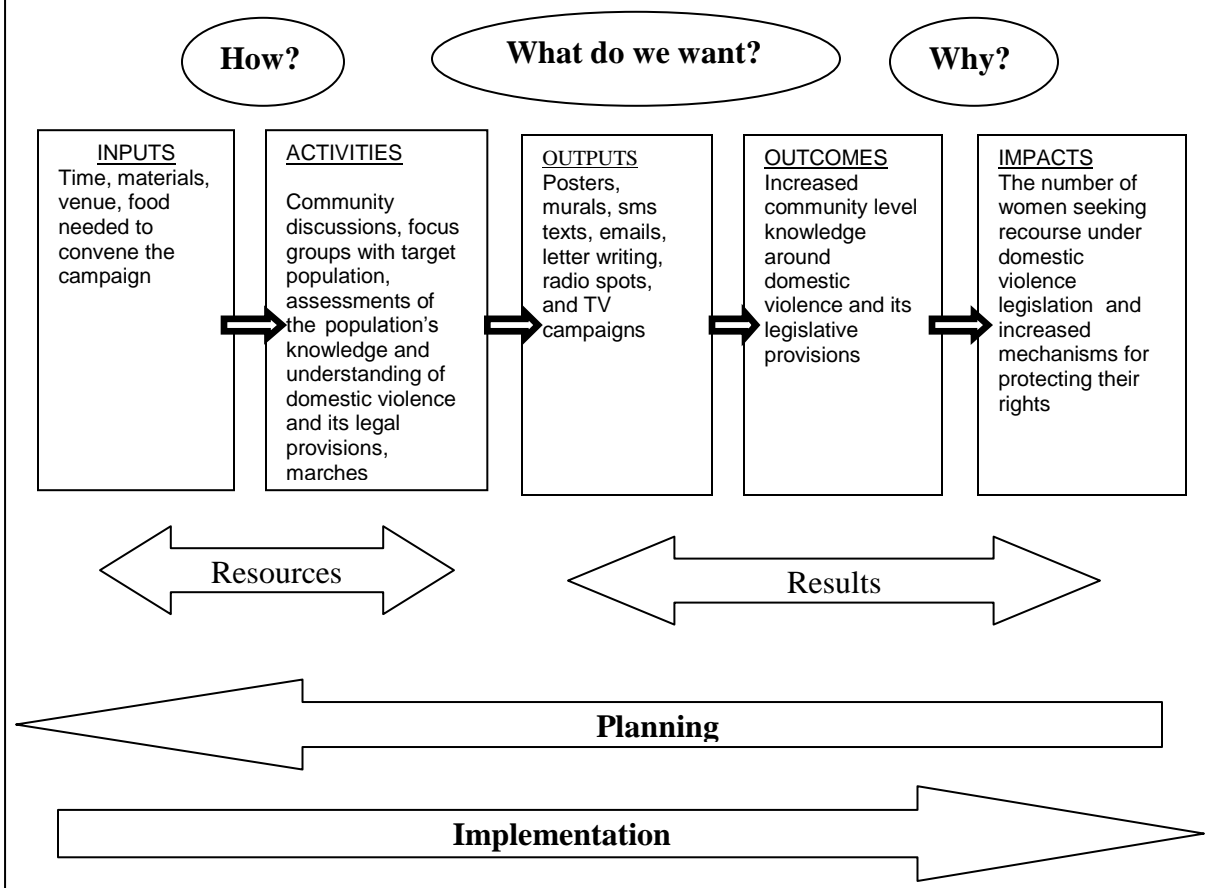 How?
What do we want?
Why?
INPUTS
Time, materials,
venue, food
needed to
convene the
campaign
ACTIVITIES
Community
discussions, focus
groups with target
population,
assessments of
the population's
knowledge and
understanding of
domestic violence
and its legal
provisions,
marches
OUTPUTS
Posters,
murals, sms
texts, emails,
letter writing,
radio spots,
and TV
campaigns
OUTCOMES
Increased
community level
knowledge
around
domestic
violence and its
legislative
provisions
IMPACTS
The number of
women seeking
recourse under
domestic
violence
legislation and
increased
mechanisms for
protecting their
rights
Resources
Results
Planning
Implementation